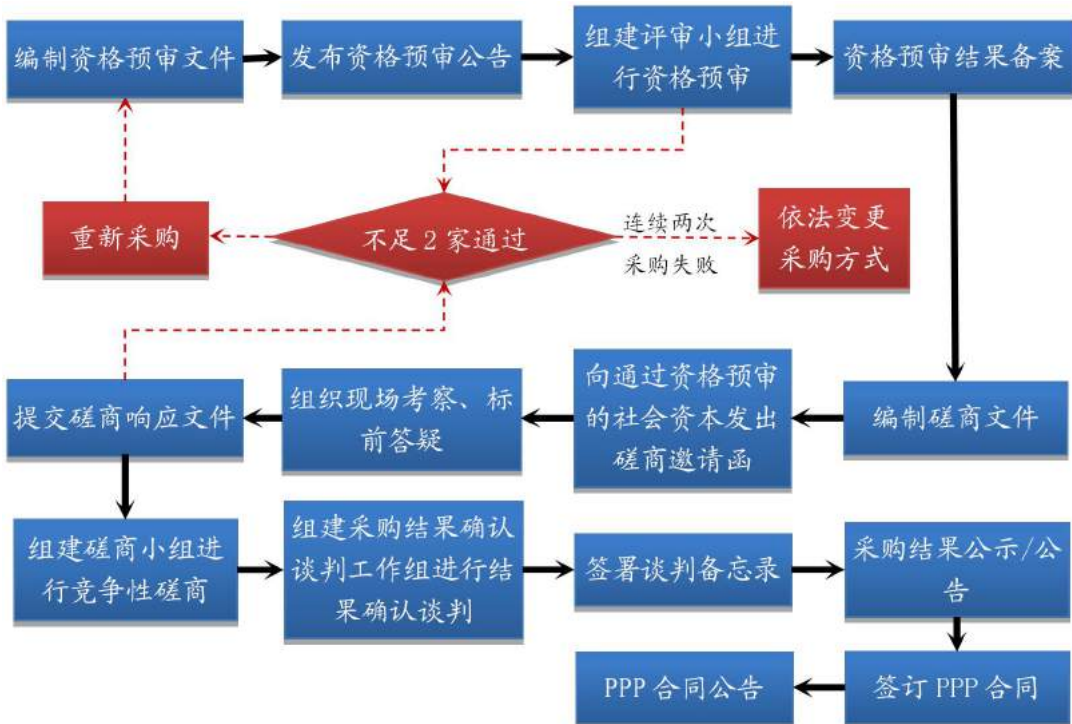 编制资格预审文件
发布资格预审公告
组建评审小组进
行资格预审
资格预审结果备案
重新采购
不足 2 家通过
连续两次
采购失败
依法变更
采购方式
提交磋商响应文件
组织现场考察、标
前答疑
向通过资格预审
的社会资本发出
磋商邀请函
编制磋商文件
组建磋商小组进
行竞争性磋商
组建采购结果确认
谈判工作组进行结
果确认谈判
签署谈判备忘录
采购结果公示/公
告
PPP 合同公告
签订 PPP 合同